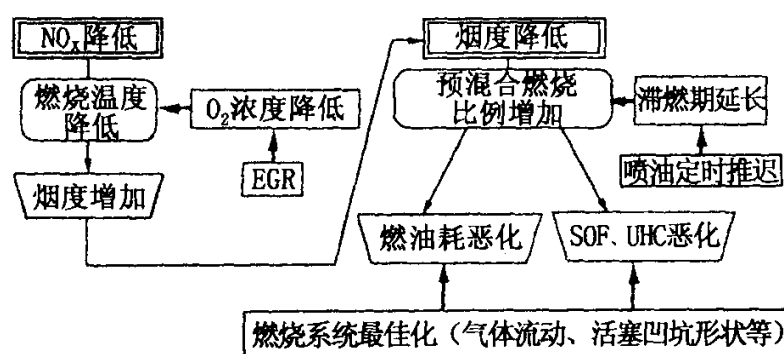 NOx降低
燃烧温度
降低
O2浓度降低
EGR
烟度增加
烟度降低
预混合燃烧
比例增加
滞燃期延长
喷油定时推迟
燃油耗恶化
SOF、UHC恶化
燃烧系统最佳化（气体流动、活塞凹坑形状等）